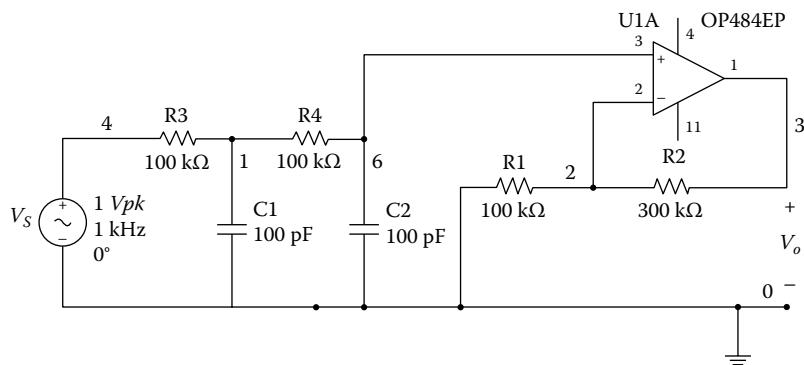 U1A
OP484EP
4
3
+
1
2
−
11
3
4
R3
100 kΩ
1
R4
100 kΩ
6
R1
100 kΩ
2
R2
300 kΩ
V_S
+
−
1 Vpk
1 kHz
0°
C1
100 pF
C2
100 pF
+
V_o
−
0